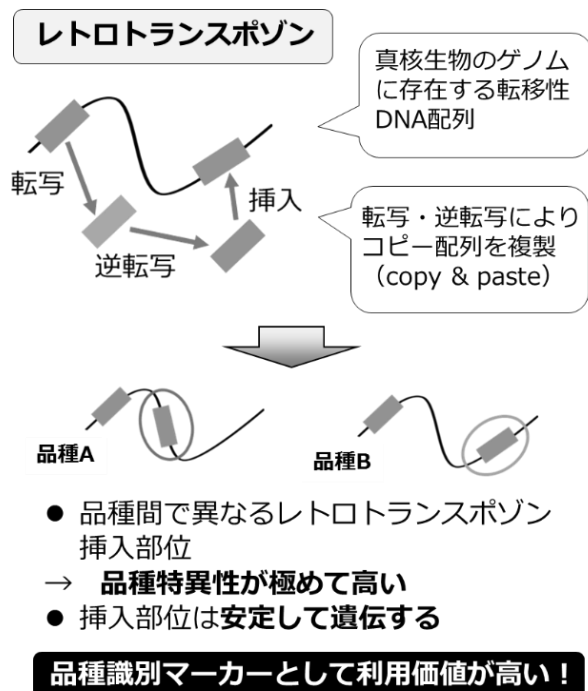 レトロトランスポゾン
真核生物のゲノム
に存在する転移性
DNA配列
転写
挿入
逆転写
転写・逆転写により
コピー配列を複製
（copy & paste）
品種A
品種B
● 品種間で異なるレトロトランスポゾン
挿入部位
→ 品種特異性が極めて高い
● 挿入部位は安定して遺伝する
品種識別マーカーとして利用価値が高い！